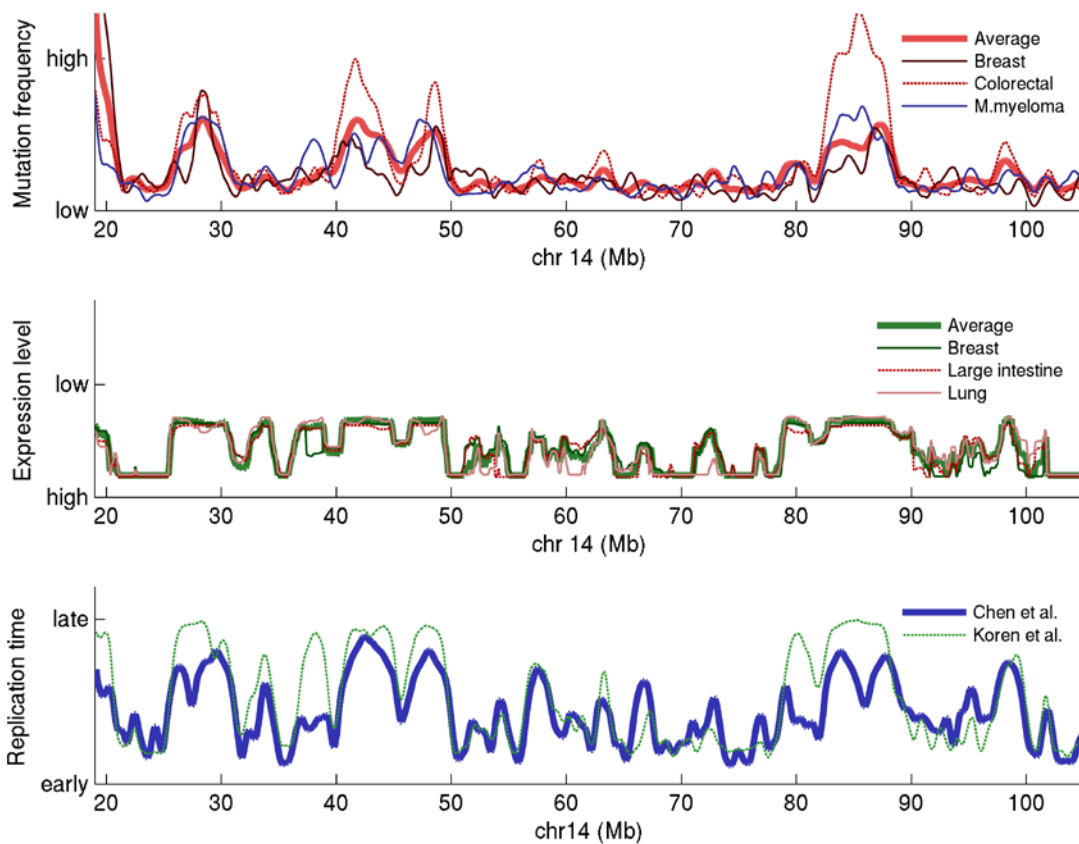 Mutation frequency
high
low
Average
Breast
Colorectal
M.myeloma
20 30 40 50 60 70 80 90 100
chr 14 (Mb)
Expression level
low
high
Average
Breast
Large intestine
Lung
20 30 40 50 60 70 80 90 100
chr 14 (Mb)
Replication time
late
early
Chen et al.
Koren et al.
20 30 40 50 60 70 80 90 100
chr14 (Mb)